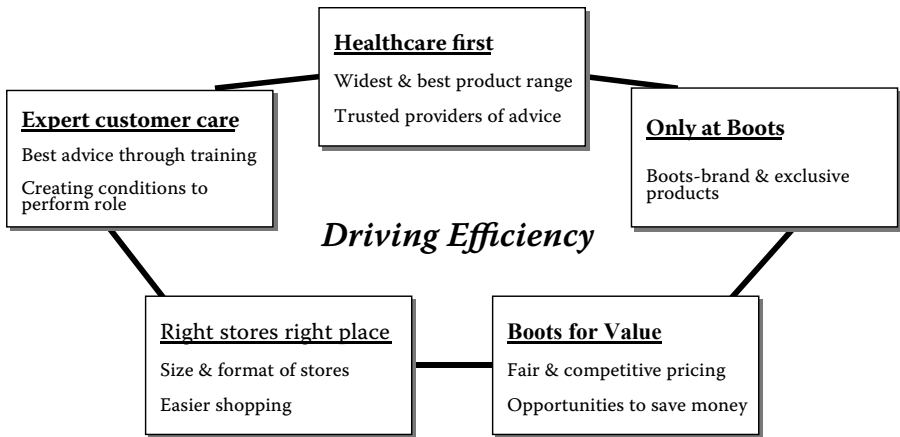 Healthcare first
Widest & best product range
Trusted providers of advice
Expert customer care
Best advice through training
Creating conditions to
perform role
Only at Boots
Boots-brand & exclusive
products
Driving Efficiency
Right stores right place
Size & format of stores
Easier shopping
Boots for Value
Fair & competitive pricing
Opportunities to save money